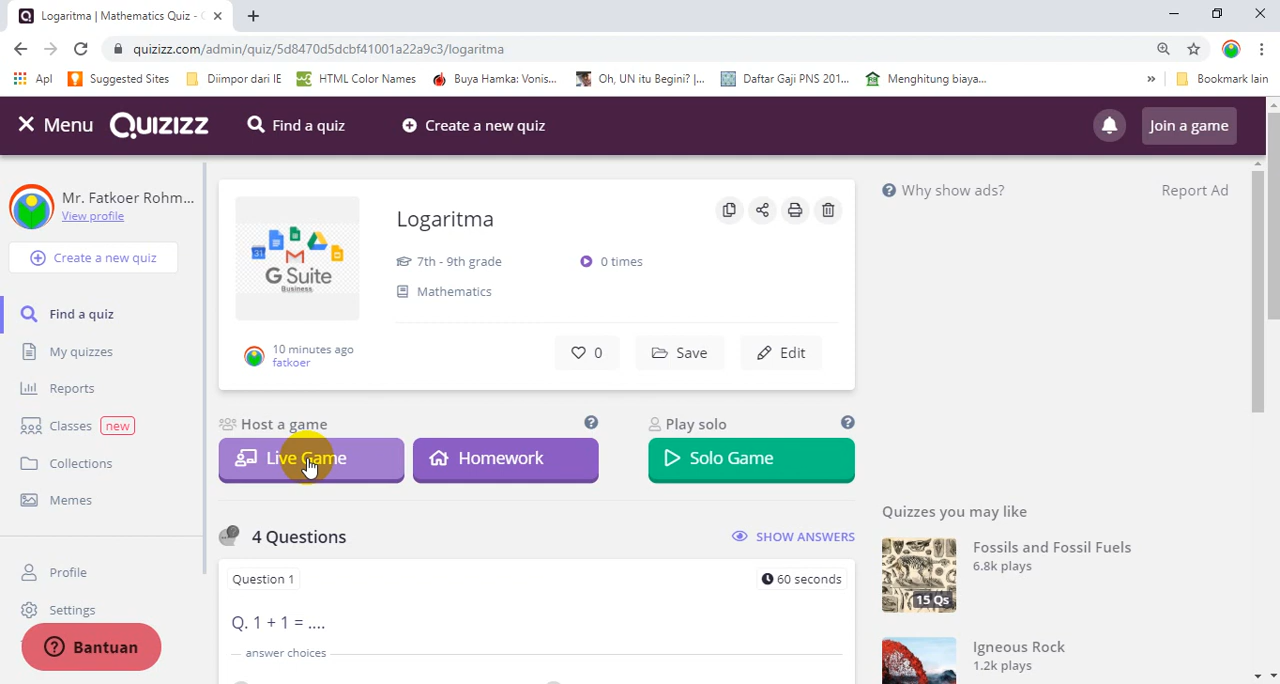 Logaritma | Mathematics Quiz -
quizizz.com/admin/quiz/5d8470d5dcbf41001a22a9c3/logaritma
Apl
Suggested Sites
Diimpor dari IE
HTML Color Names
Buya Hamka: Vonis...
Oh, UN itu Begini? |...
Daftar Gaji PNS 201...
Menghitung biaya...
»
Bookmark lain
Menu
Quizizz
Find a quiz
Create a new quiz
Join a game
Mr. Fatkoer Rohm...
View profile
Create a new quiz
Find a quiz
My quizzes
Reports
Classes new
Collections
Memes
Profile
Settings
Bantuan
31
G Suite
Business
Logaritma
7th - 9th grade
0 times
Mathematics
10 minutes ago
fatkoer
0
Save
Edit
Host a game
Live Game
Homework
Play solo
Solo Game
4 Questions
SHOW ANSWERS
Question 1
60 seconds
Q. 1 + 1 = ....
answer choices
Why show ads?
Report Ad
Quizzes you may like
Fossils and Fossil Fuels
6.8k plays
15 Qs
Igneous Rock
1.2k plays